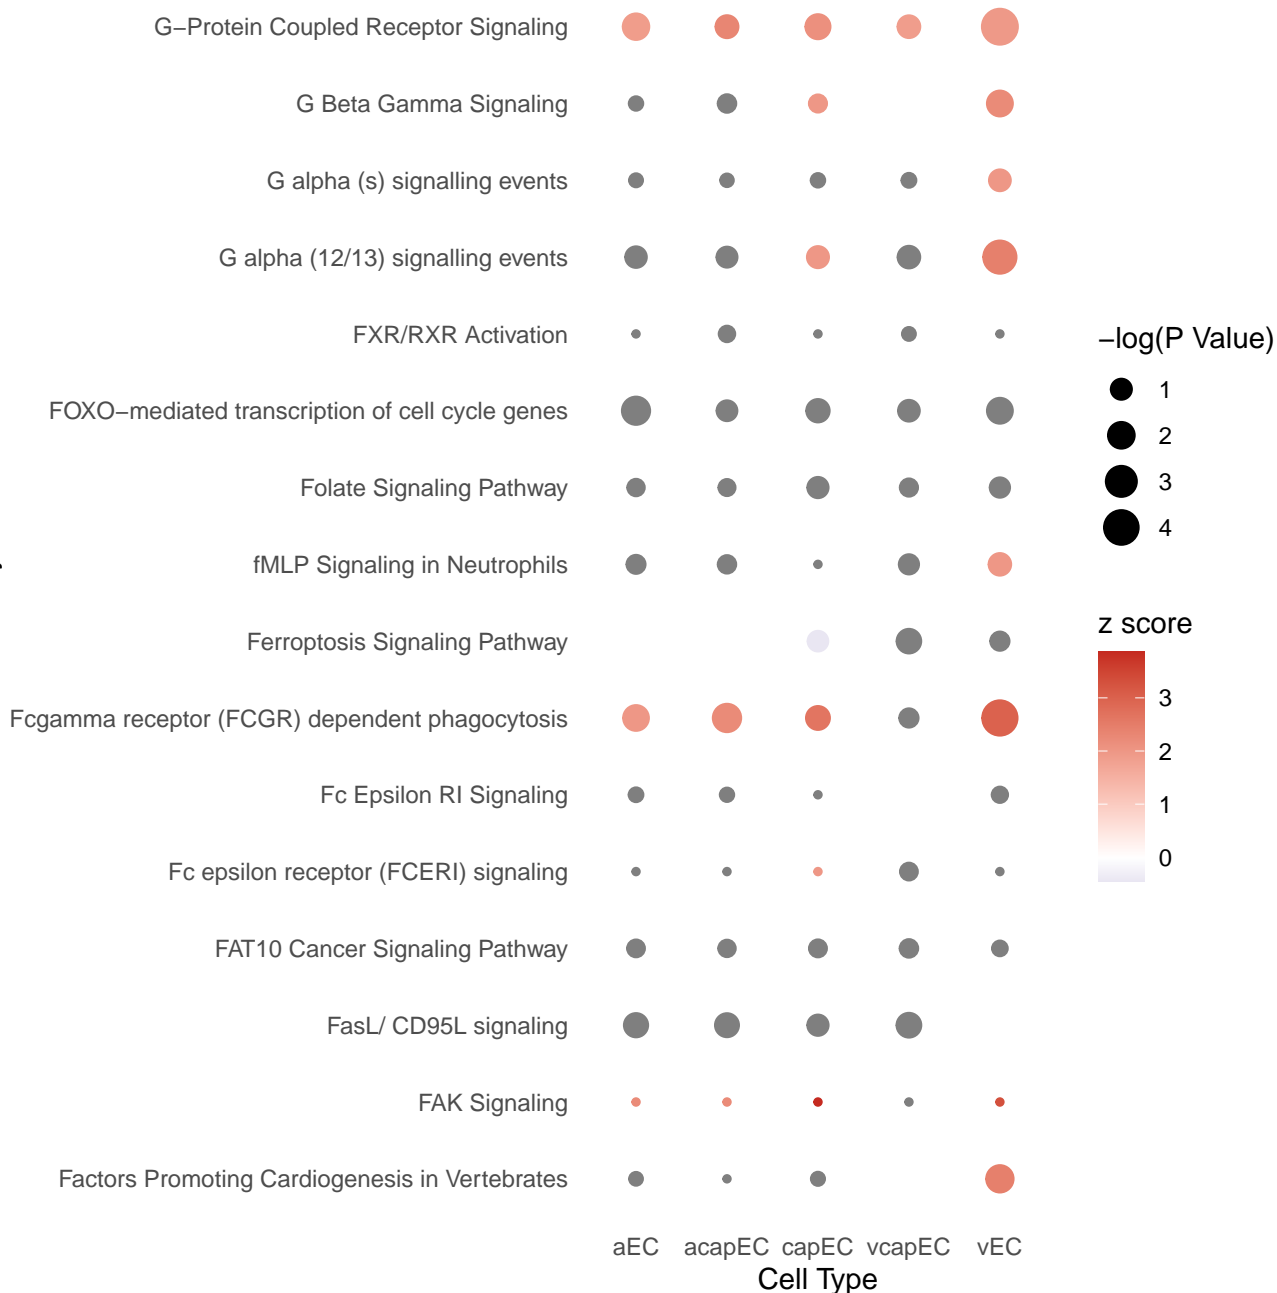 G−Protein Coupled Receptor Signaling
G Beta Gamma Signaling
G alpha (s) signalling events
G alpha (12/13) signalling events
FXR/RXR Activation
FOXO−mediated transcription of cell cycle genes
Folate Signaling Pathway
fMLP Signaling in Neutrophils
Ferroptosis Signaling Pathway
Fcgamma receptor (FCGR) dependent phagocytosis
Fc Epsilon RI Signaling
Fc epsilon receptor (FCERI) signaling
FAT10 Cancer Signaling Pathway
FasL/ CD95L signaling
FAK Signaling
Factors Promoting Cardiogenesis in Vertebrates
aEC acapEC capEC vcapEC vEC
Cell Type
−log(P Value)
1
2
3
4
z score
3
2
1
0